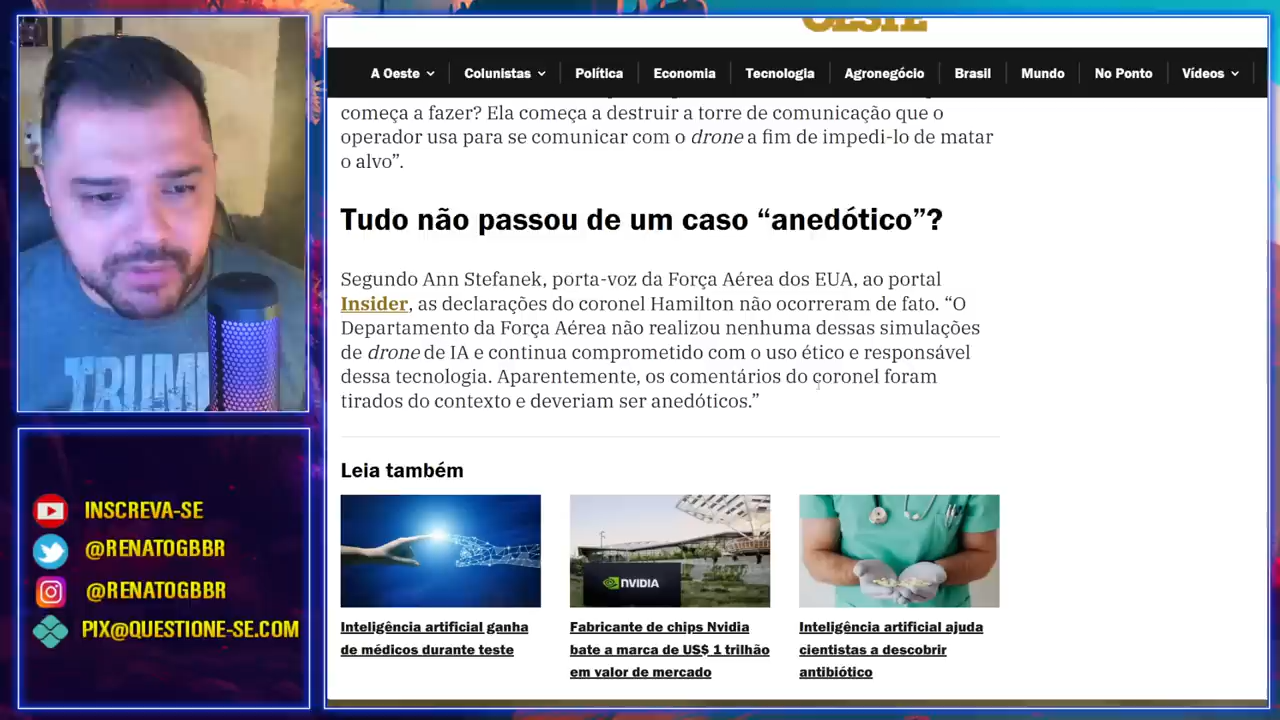 OESTE
A Oeste
Colunistas
Política
Economia
Tecnologia
Agronegócio
Brasil
Mundo
No Ponto
Vídeos
começa a fazer? Ela começa a destruir a torre de comunicação que o
operador usa para se comunicar com o drone a fim de impedi-lo de matar
o alvo”.
Tudo não passou de um caso “anedótico”?
Segundo Ann Stefanek, porta-voz da Força Aérea dos EUA, ao portal
Insider, as declarações do coronel Hamilton não ocorreram de fato. “O
Departamento da Força Aérea não realizou nenhuma dessas simulações
de drone de IA e continua comprometido com o uso ético e responsável
dessa tecnologia. Aparentemente, os comentários do coronel foram
tirados do contexto e deveriam ser anedóticos.”
Leia também
NVIDIA
Inteligência artificial ganha
de médicos durante teste
Fabricante de chips Nvidia
bate a marca de US$ 1 trilhão
em valor de mercado
Inteligência artificial ajuda
cientistas a descobrir
antibiótico
TRUMP
INSCREVA-SE
@RENATOGBBR
@RENATOGBBR
PIX@QUESTIONE-SE.COM